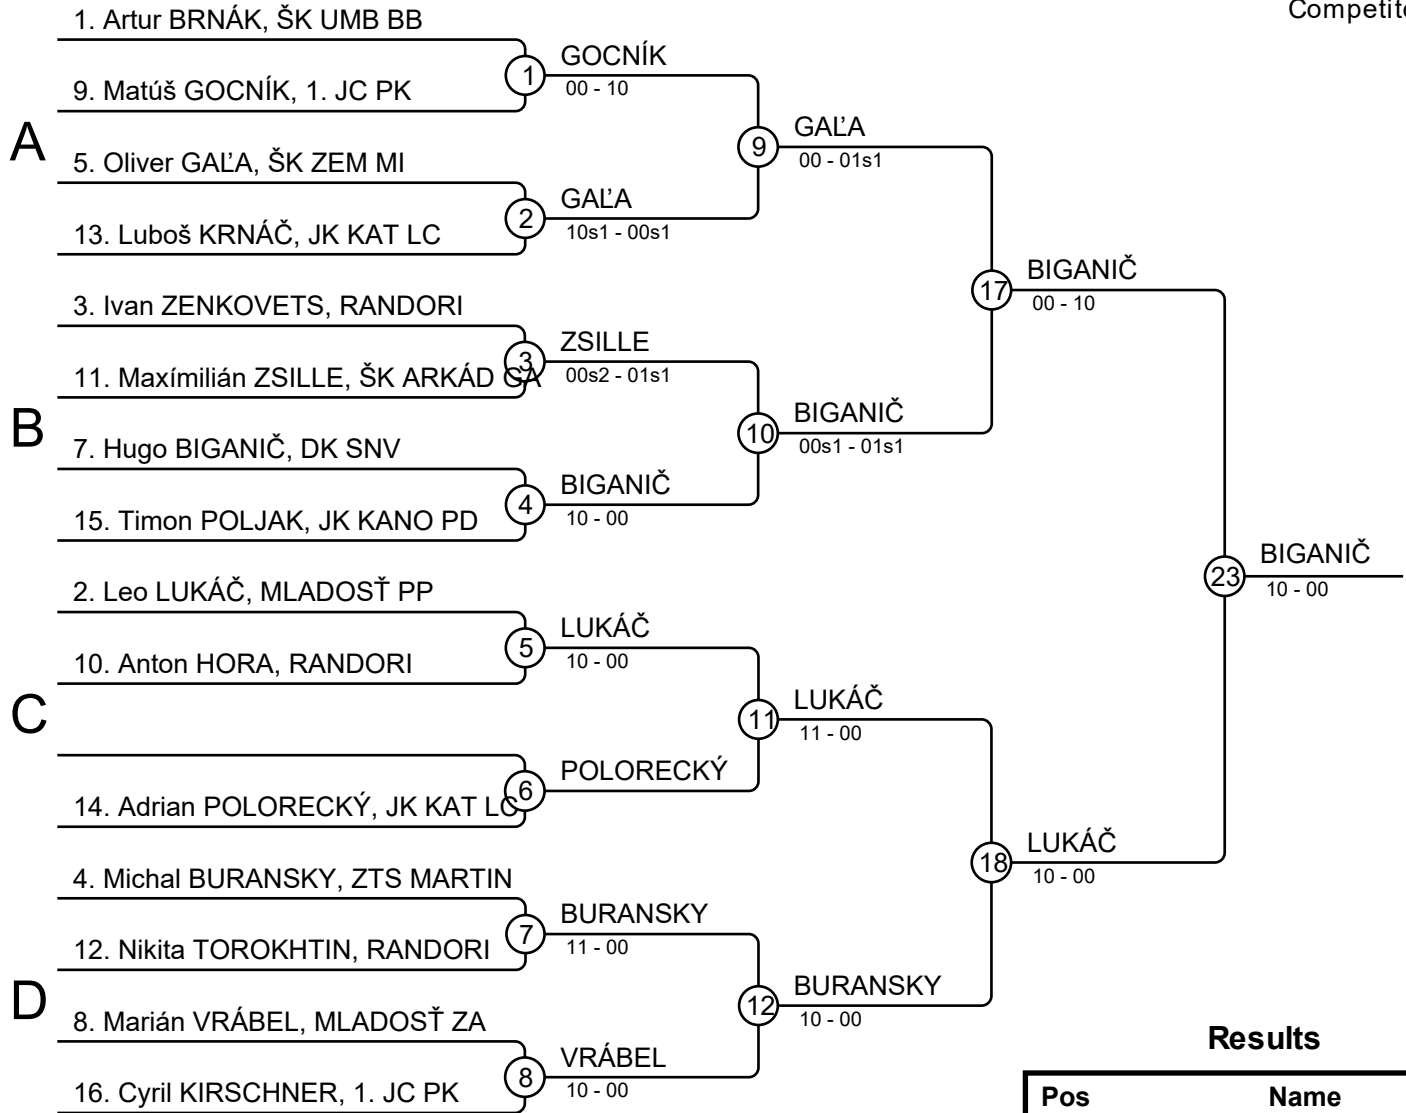 Competit
1. Artur BRNÁK, ŠK UMB BB
1
GOCNÍK
00 - 10
9. Matúš GOCNÍK, 1. JC PK
A
9
GAĽA
00 - 01s1
5. Oliver GAĽA, ŠK ZEM MI
2
GAĽA
10s1 - 00s1
13. Luboš KRNÁČ, JK KAT LC
17
BIGANIČ
00 - 10
3. Ivan ZENKOVETS, RANDORI
3
ZSILLE
00s2 - 01s1
11. Maxímilián ZSILLE, ŠK ARKÁD GA
B
10
BIGANIČ
00s1 - 01s1
7. Hugo BIGANIČ, DK SNV
4
BIGANIČ
10 - 00
15. Timon POLJAK, JK KANO PD
23
BIGANIČ
10 - 00
2. Leo LUKÁČ, MLADOSŤ PP
5
LUKÁČ
10 - 00
10. Anton HORA, RANDORI
C
11
LUKÁČ
11 - 00
6
POLORECKÝ
14. Adrian POLORECKÝ, JK KAT LC
18
LUKÁČ
10 - 00
4. Michal BURANSKY, ZTS MARTIN
7
BURANSKY
11 - 00
12. Nikita TOROKHTIN, RANDORI
D
12
BURANSKY
10 - 00
8. Marián VRÁBEL, MLADOSŤ ZA
8
VRÁBEL
10 - 00
16. Cyril KIRSCHNER, 1. JC PK
Results
Pos Name